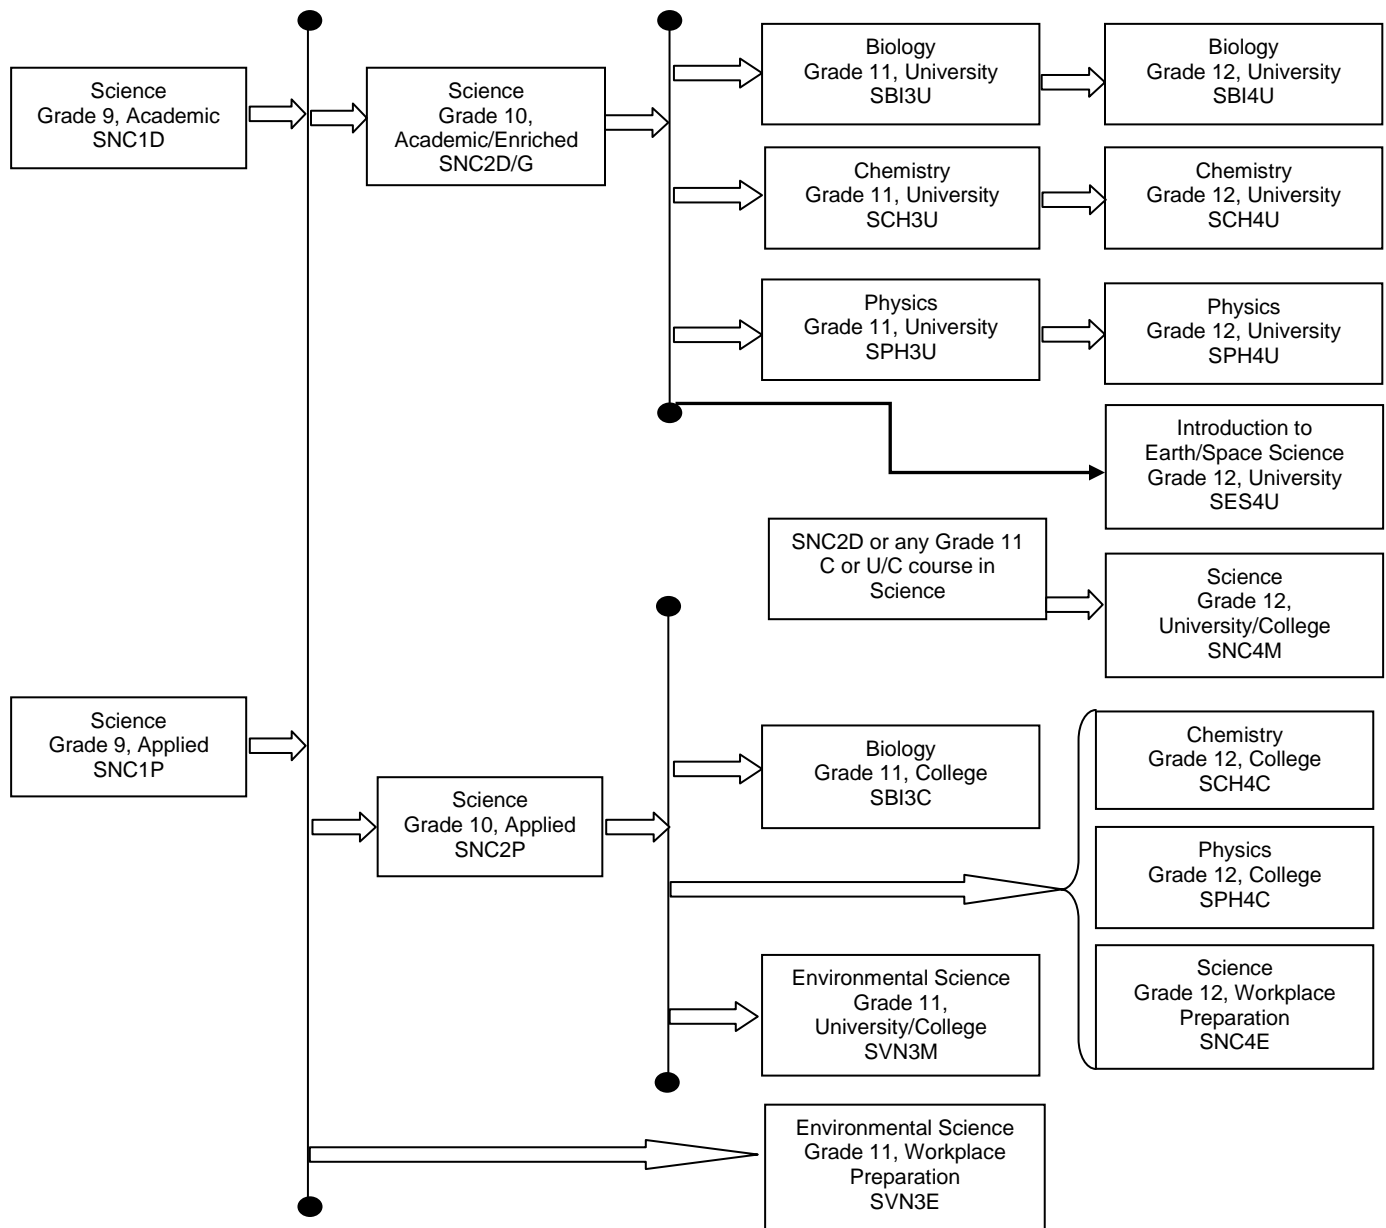 Science
Grade 9, Academic
SNC1D
Science
Grade 10,
Academic/Enriched
SNC2D/G
Biology
Grade 11, University
SBI3U
Biology
Grade 12, University
SBI4U
Chemistry
Grade 11, University
SCH3U
Chemistry
Grade 12, University
SCH4U
Physics
Grade 11, University
SPH3U
Physics
Grade 12, University
SPH4U
Introduction to
Earth/Space Science
Grade 12, University
SES4U
SNC2D or any Grade 11
C or U/C course in
Science
Science
Grade 12,
University/College
SNC4M
Science
Grade 9, Applied
SNC1P
Science
Grade 10, Applied
SNC2P
Biology
Grade 11, College
SBI3C
Chemistry
Grade 12, College
SCH4C
Physics
Grade 12, College
SPH4C
Environmental Science
Grade 11,
University/College
SVN3M
Science
Grade 12, Workplace
Preparation
SNC4E
Environmental Science
Grade 11, Workplace
Preparation
SVN3E